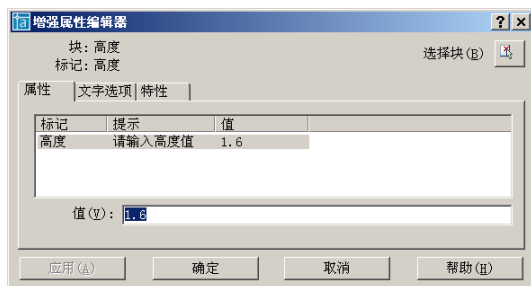 增强属性编辑器
块: 高度
标记: 高度
选择块(B)
属性 文字选项 特性
标记 提示 值
高度 请输入高度值 1.6
值(V): 1.6
应用(A) 确定 取消 帮助(H)